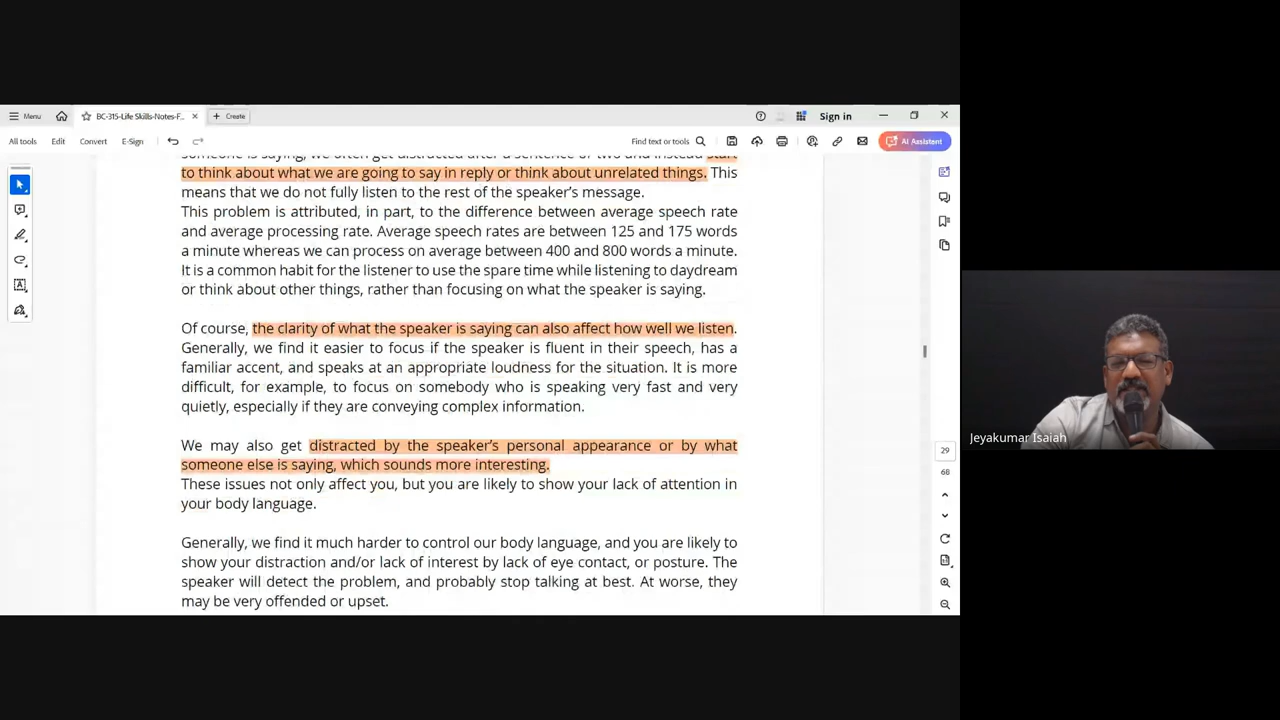 Menu
BC-315-Life Skills-Notes-F...
Create
Sign in
All tools
Edit
Convert
E-Sign
Find text or tools
AI Assistant
someone is saying, we often get distracted after a sentence or two and instead start
to think about what we are going to say in reply or think about unrelated things. This
means that we do not fully listen to the rest of the speaker's message.
This problem is attributed, in part, to the difference between average speech rate
and average processing rate. Average speech rates are between 125 and 175 words
a minute whereas we can process on average between 400 and 800 words a minute.
It is a common habit for the listener to use the spare time while listening to daydream
or think about other things, rather than focusing on what the speaker is saying.
Of course, the clarity of what the speaker is saying can also affect how well we listen.
Generally, we find it easier to focus if the speaker is fluent in their speech, has a
familiar accent, and speaks at an appropriate loudness for the situation. It is more
difficult, for example, to focus on somebody who is speaking very fast and very
quietly, especially if they are conveying complex information.
We may also get distracted by the speaker's personal appearance or by what
someone else is saying, which sounds more interesting.
These issues not only affect you, but you are likely to show your lack of attention in
your body language.
Generally, we find it much harder to control our body language, and you are likely to
show your distraction and/or lack of interest by lack of eye contact, or posture. The
speaker will detect the problem, and probably stop talking at best. At worse, they
may be very offended or upset.
29
68
Jeyakumar Isaiah